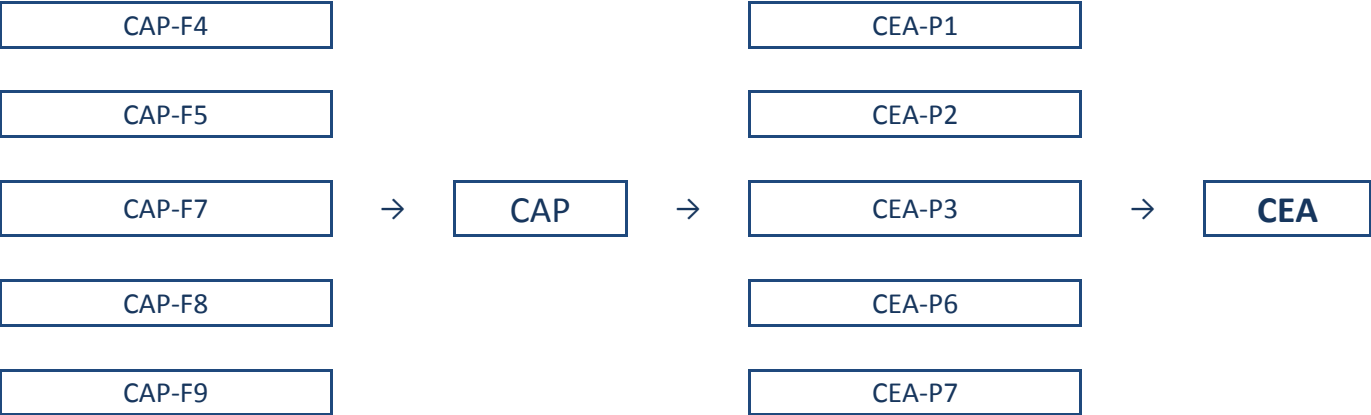 CAP-F4
CAP-F5
CAP-F7
CAP-F8
CAP-F9
→
CAP
→
CEA-P1
CEA-P2
CEA-P3
CEA-P6
CEA-P7
→
CEA